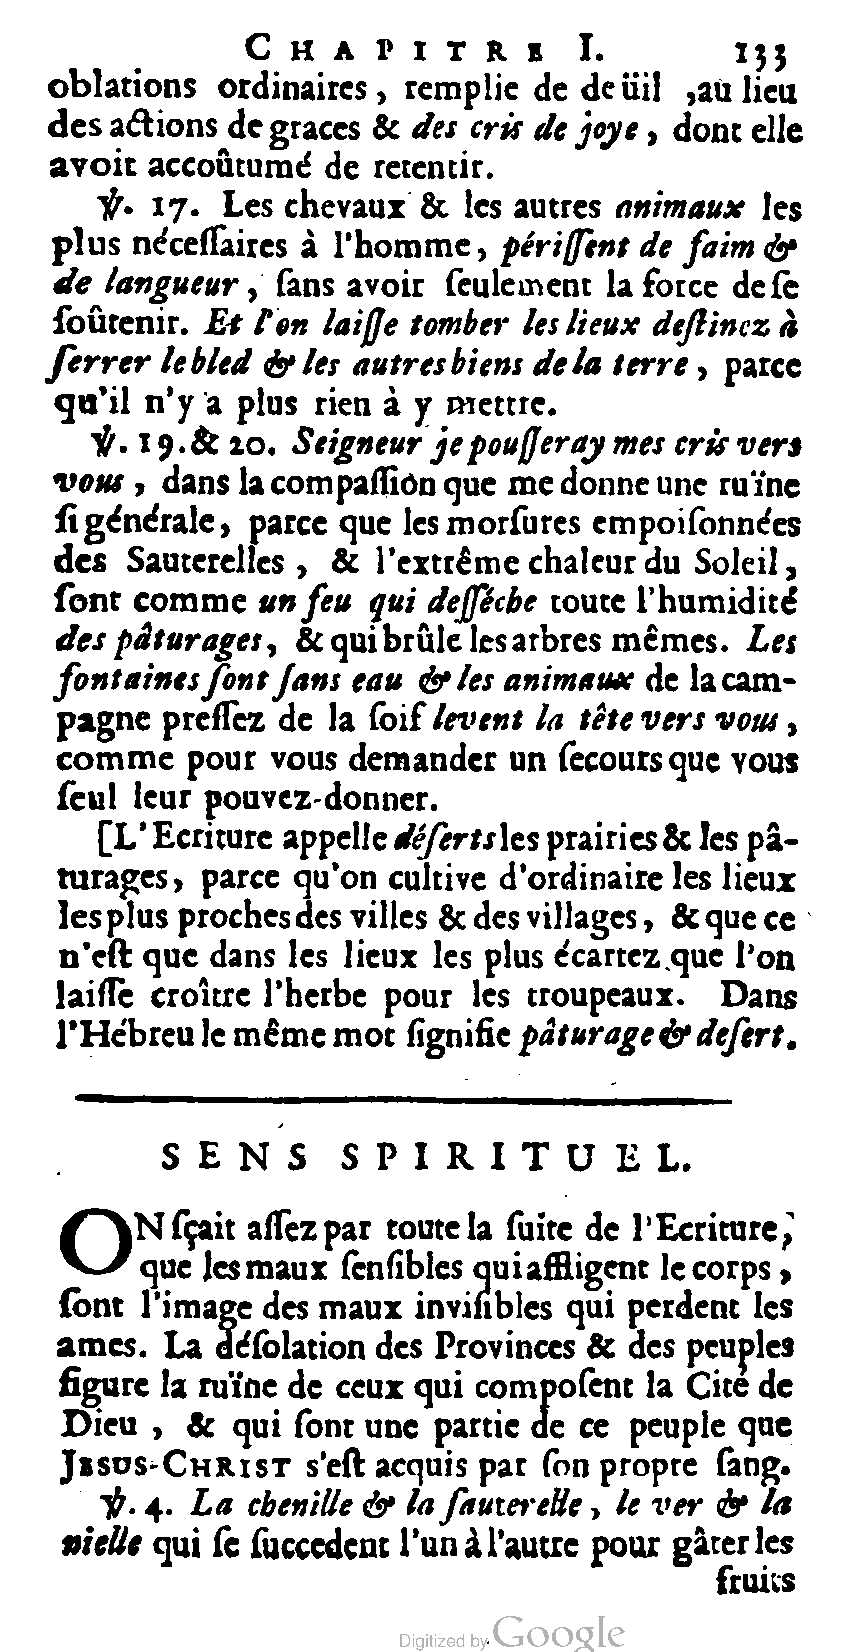 CHAPITRE I. 133
oblations ordinaires, remplie de deüil ,au lieu
des actions de graces & des cris de joye, dont elle
avoit accoûtumé de retentir.
℣. 17. Les chevaux & les autres animaux les
plus néceſſaires à l'homme, périſſent de faim &
de langueur, ſans avoir ſeulement la force de ſe
ſoûtenir. Et l'on laiſſe tomber les lieux deſtinez à
ſerrer le bled & les autres biens de la terre, parce
qu'il n'y a plus rien à y mettre.
℣. 19. & 20. Seigneur je pouſſeray mes cris vers
vous, dans la compaſſion que me donne une ruïne
ſi générale, parce que les morſures empoiſonnées
des Sauterelles, & l'extrême chaleur du Soleil,
ſont comme un feu qui deſſéche toute l'humidité
des pâturages, & qui brûle les arbres mêmes. Les
fontaines ſont ſans eau & les animaux de la cam-
pagne preſſez de la ſoif levent la tête vers vous,
comme pour vous demander un ſecours que vous
ſeul leur pouvez-donner.
[L'Ecriture appelle déſerts les prairies & les pâ-
turages, parce qu'on cultive d'ordinaire les lieux
les plus proches des villes & des villages, & que ce
n'eſt que dans les lieux les plus écartez que l'on
laiſſe croître l'herbe pour les troupeaux. Dans
l'Hébreu le même mot ſignifie pâturage & deſert.
SENS SPIRITUEL.
ON ſçait aſſez par toute la ſuite de l'Ecriture,
que les maux ſenſibles qui affligent le corps,
ſont l'image des maux inviſibles qui perdent les
ames. La déſolation des Provinces & des peuples
figure la ruïne de ceux qui compoſent la Cité de
Dieu, & qui ſont une partie de ce peuple que
JESUS-CHRIST s'eſt acquis par ſon propre ſang.
℣. 4. La chenille & la ſauterelle, le ver & la
nielle qui ſe ſuccedent l'un à l'autre pour gâter les
fruits
Digitized by Google